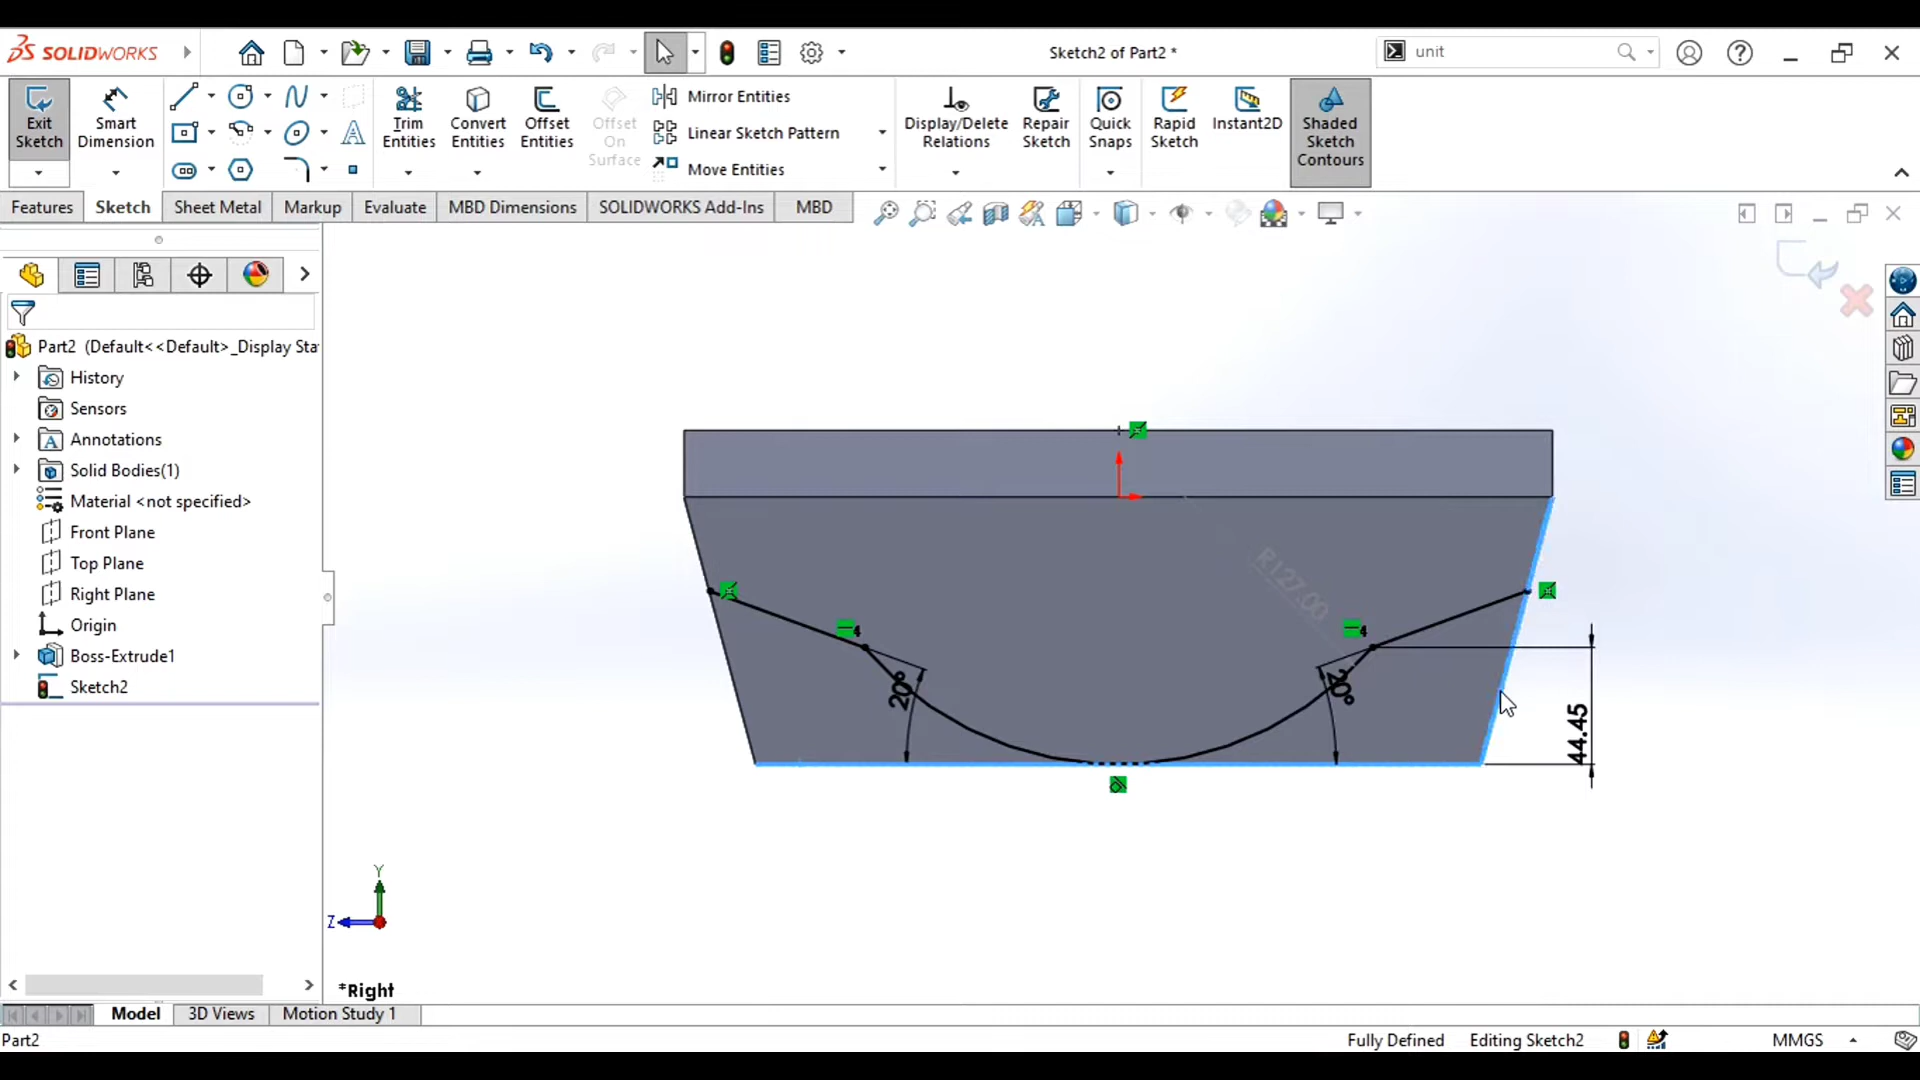 SOLIDWORKS
Sketch2 of Part2 *
unit
Exit Sketch
Smart Dimension
Trim Entities
Convert Entities
Offset Entities
Offset On Surface
Mirror Entities
Linear Sketch Pattern
Move Entities
Display/Delete Relations
Repair Sketch
Quick Snaps
Rapid Sketch
Instant2D
Shaded Sketch Contours
Features
Sketch
Sheet Metal
Markup
Evaluate
MBD Dimensions
SOLIDWORKS Add-Ins
MBD
Part2 (Default<<Default>_Display Sta
History
Sensors
Annotations
Solid Bodies(1)
Material <not specified>
Front Plane
Top Plane
Right Plane
Origin
Boss-Extrude1
Sketch2
R127.00
4
4
20°
20°
44.45
Y
Z
*Right
Model
3D Views
Motion Study 1
Part2
Fully Defined
Editing Sketch2
MMGS